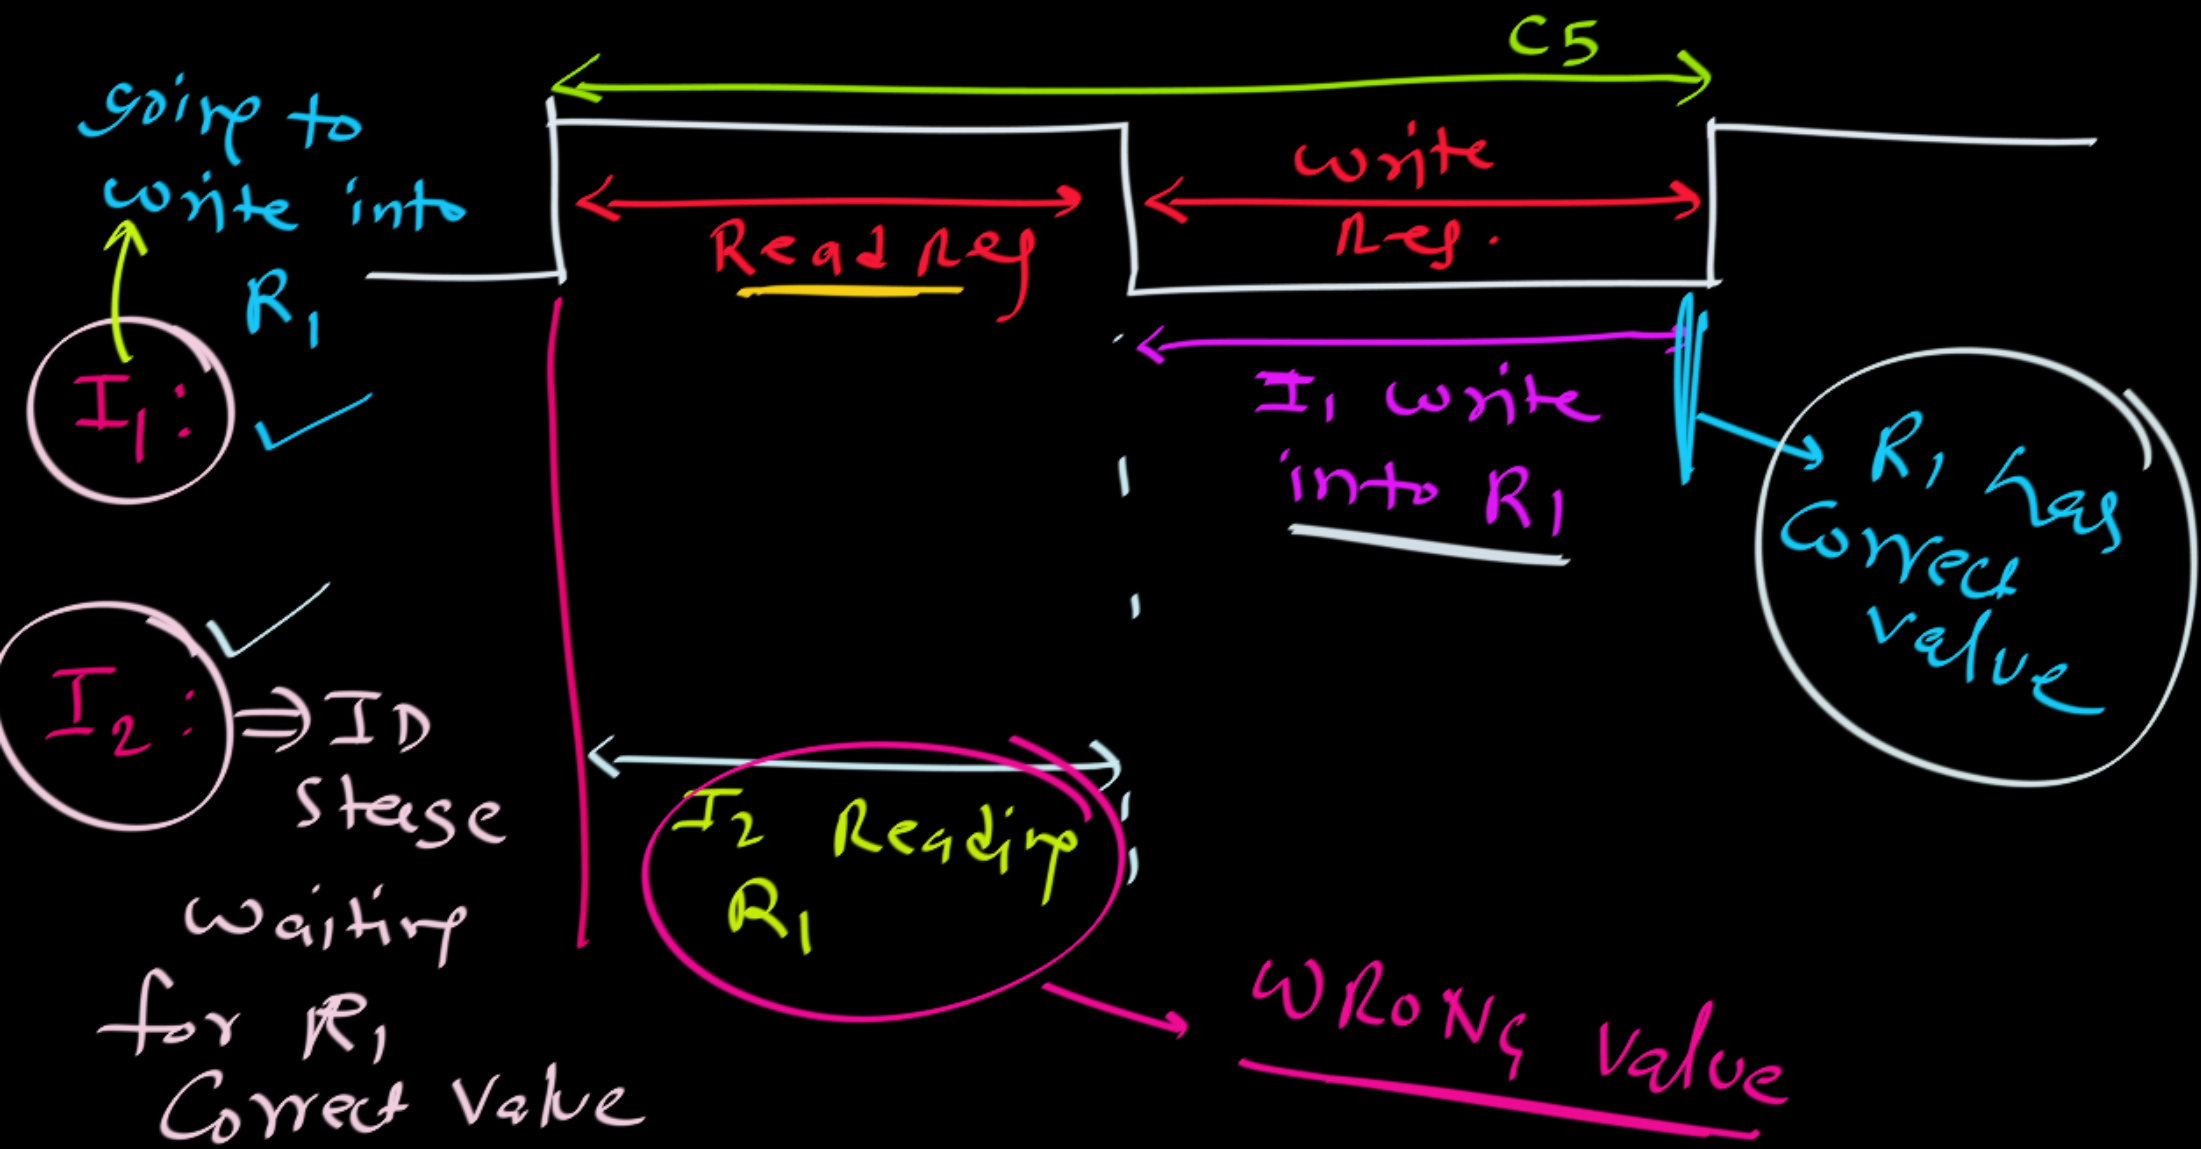 C5
going to
write into
R1
Read Reg
write
Reg.
I1:
I1 write
into R1
R1 has
Correct
value
I2: ⇒ ID
Stage
waiting
for R1
Correct Value
I2 Reading
R1
WRONG Value